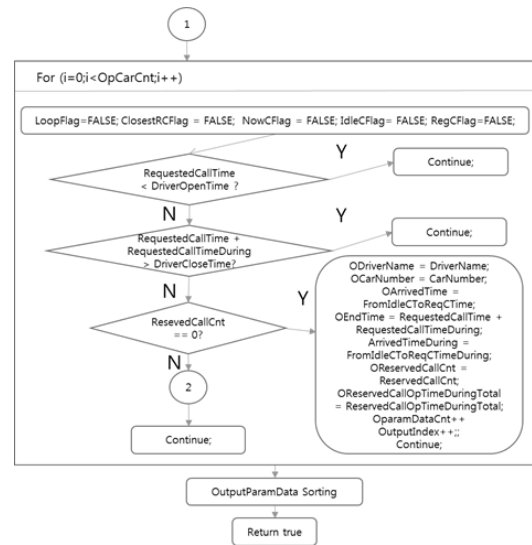 1
For (i=0;i<OpCarCnt;i++)
LoopFlag=FALSE; ClosestRCFlag = FALSE; NowCFlag = FALSE; IdleCFlag= FALSE; RegCFlag=FALSE;
RequestedCallTime
< DriverOpenTime ?
Y
Continue;
N
RequestedCallTime +
RequestedCallTimeDuring
> DriverCloseTime?
Y
Continue;
N
ResevedCallCnt
== 0?
Y
ODriverName = DriverName;
OCarNumber = CarNumber;
OArrivedTime =
FromIdleCToReqCTime;
OEndTime = RequestedCallTime +
RequestedCallTimeDuring;
ArrivedTimeDuring =
FromIdleCToReqCTimeDuring;
OReservedCallCnt =
ReservedCallCnt;
OReservedCallOpTimeDuringTotal
= ReservedCallOpTimeDuringTotal;
OparamDataCnt++
OutputIndex++;;
Continue;
N
2
Continue;
OutputParamData Sorting
Return true